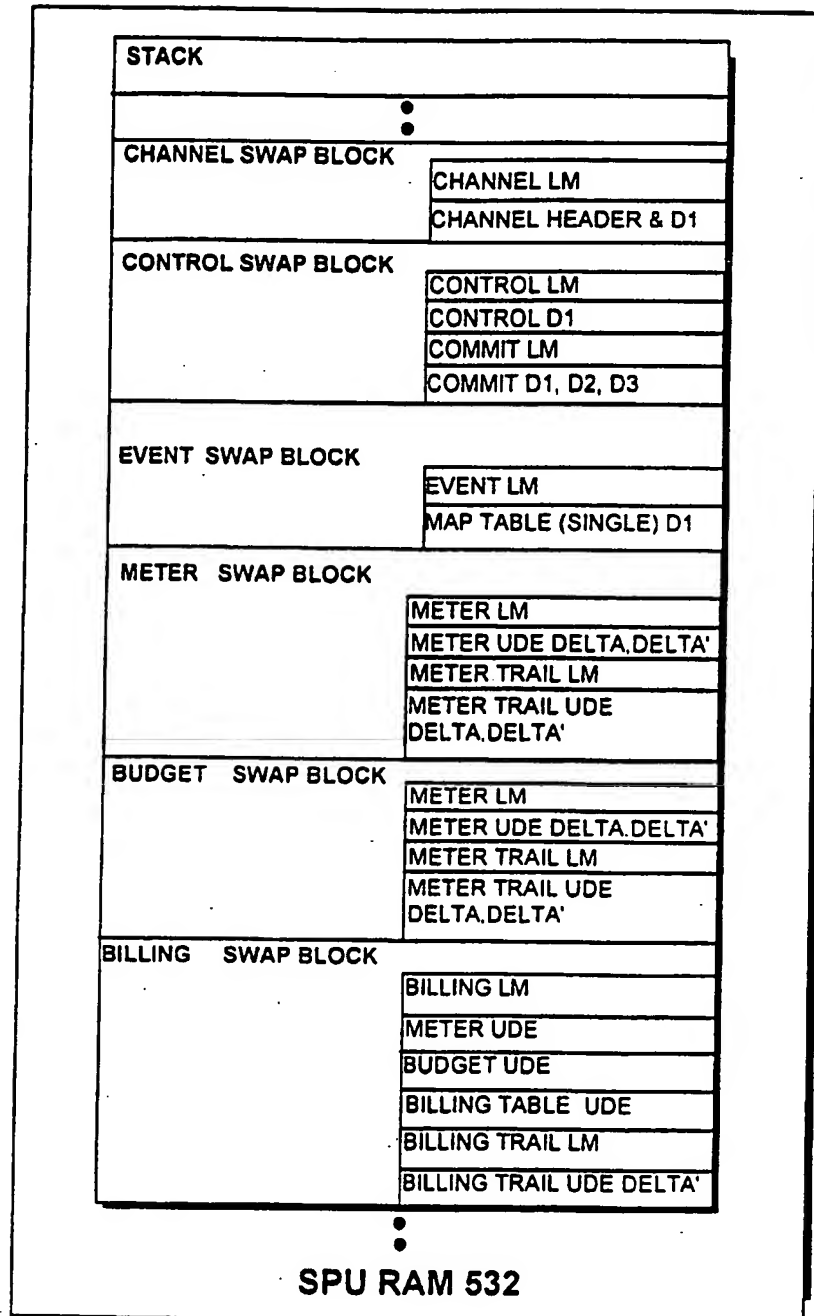 STACK
CHANNEL SWAP BLOCK
CHANNEL LM
CHANNEL HEADER & D1
CONTROL SWAP BLOCK
CONTROL LM
CONTROL D1
COMMIT LM
COMMIT D1, D2, D3
EVENT SWAP BLOCK
EVENT LM
MAP TABLE (SINGLE) D1
METER SWAP BLOCK
METER LM
METER UDE DELTA,DELTA'
METER TRAIL LM
METER TRAIL UDE
DELTA.DELTA'
BUDGET SWAP BLOCK
METER LM
METER UDE DELTA.DELTA'
METER TRAIL LM
METER TRAIL UDE
DELTA.DELTA'
BILLING SWAP BLOCK
BILLING LM
METER UDE
BUDGET UDE
BILLING TABLE UDE
BILLING TRAIL LM
BILLING TRAIL UDE DELTA'
SPU RAM 532